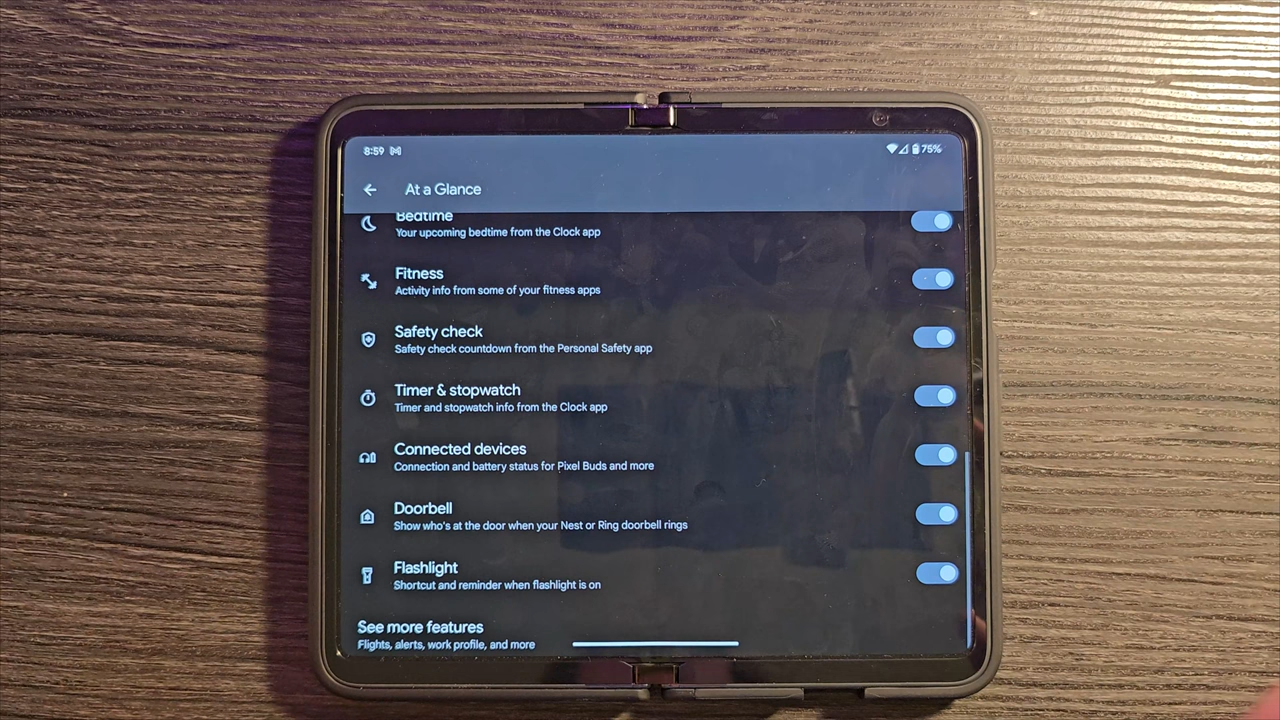 8:59
75%
At a Glance
Bedtime
Your upcoming bedtime from the Clock app
Fitness
Activity info from some of your fitness apps
Safety check
Safety check countdown from the Personal Safety app
Timer & stopwatch
Timer and stopwatch info from the Clock app
Connected devices
Connection and battery status for Pixel Buds and more
Doorbell
Show who's at the door when your Nest or Ring doorbell rings
Flashlight
Shortcut and reminder when flashlight is on
See more features
Flights, alerts, work profile, and more